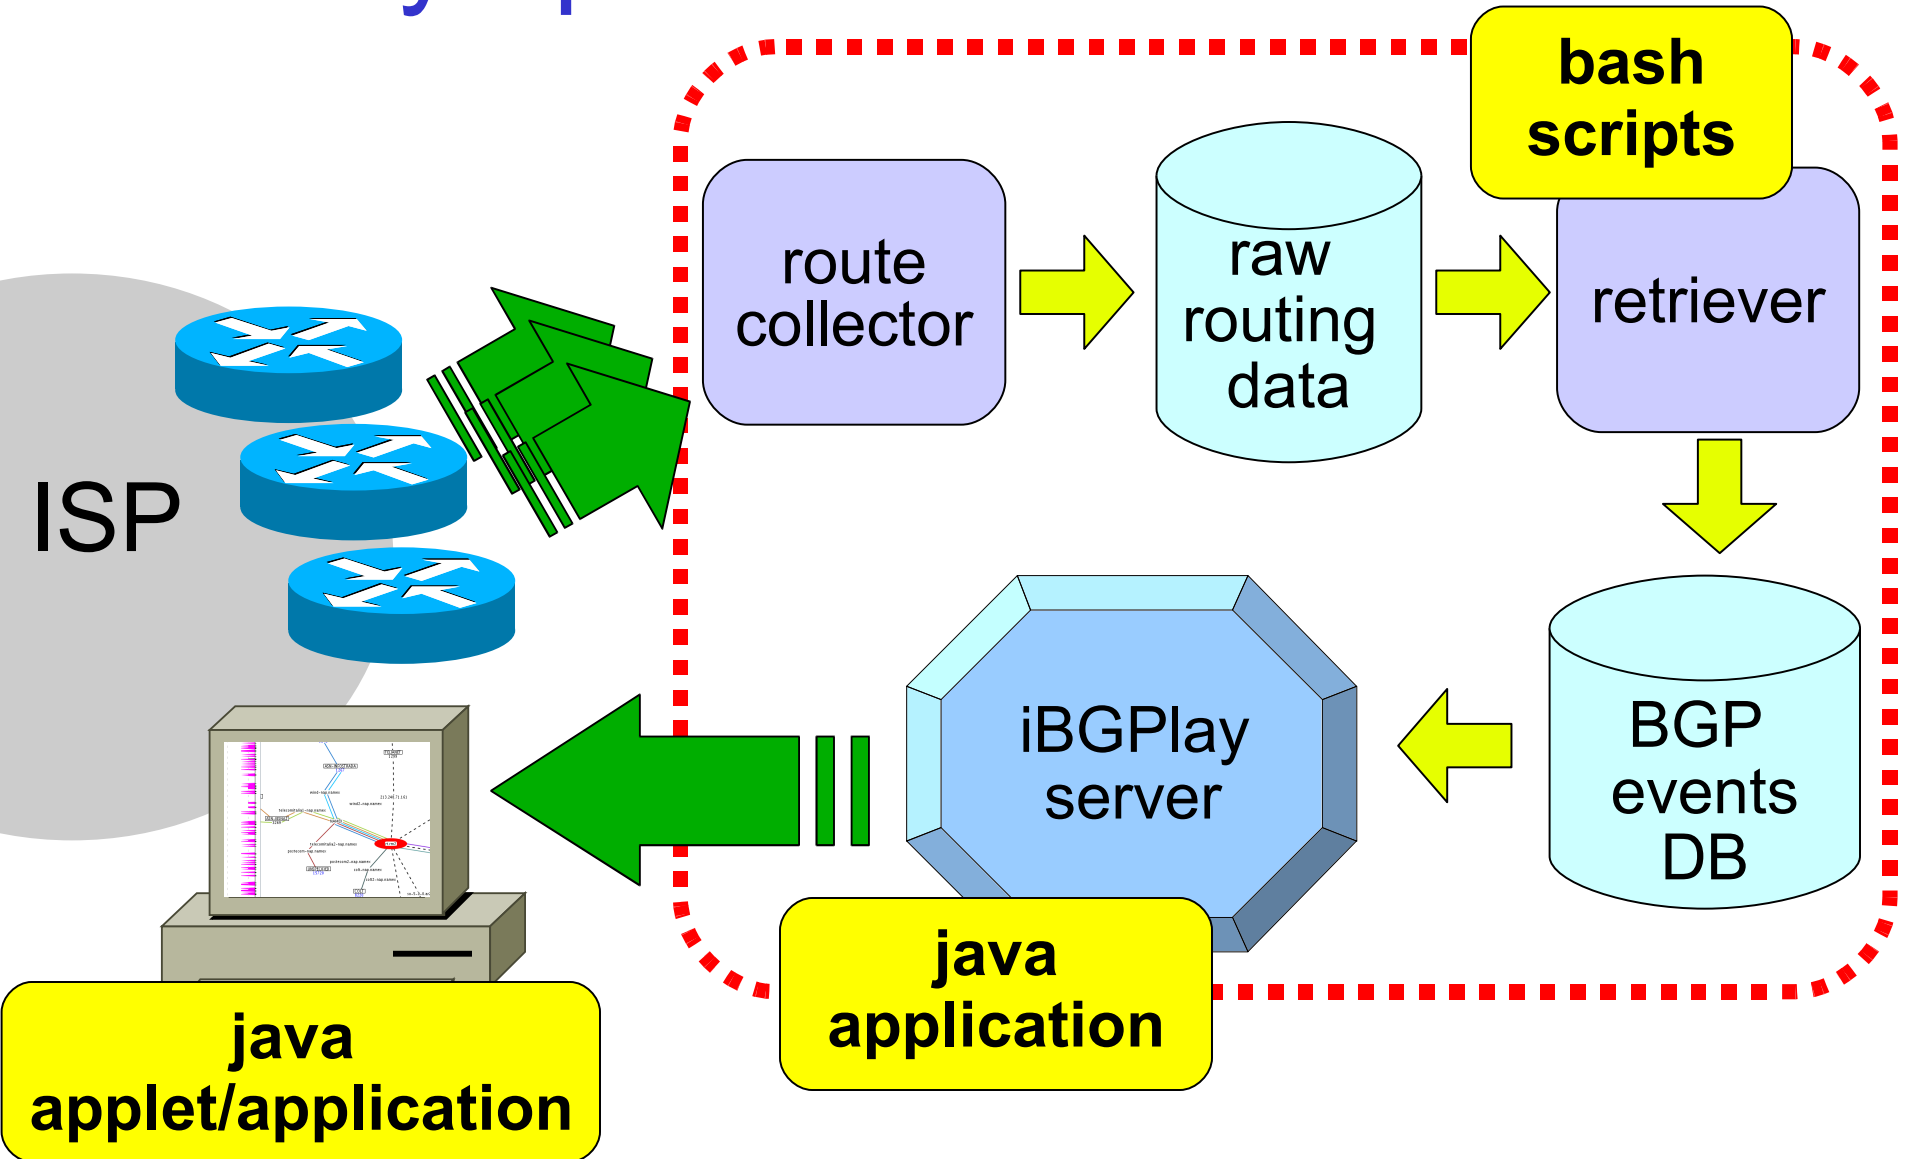 bash
scripts
route
collector
raw
routing
data
retriever
ISP
iBGPlay
server
BGP
events
DB
java
application
java
applet/application